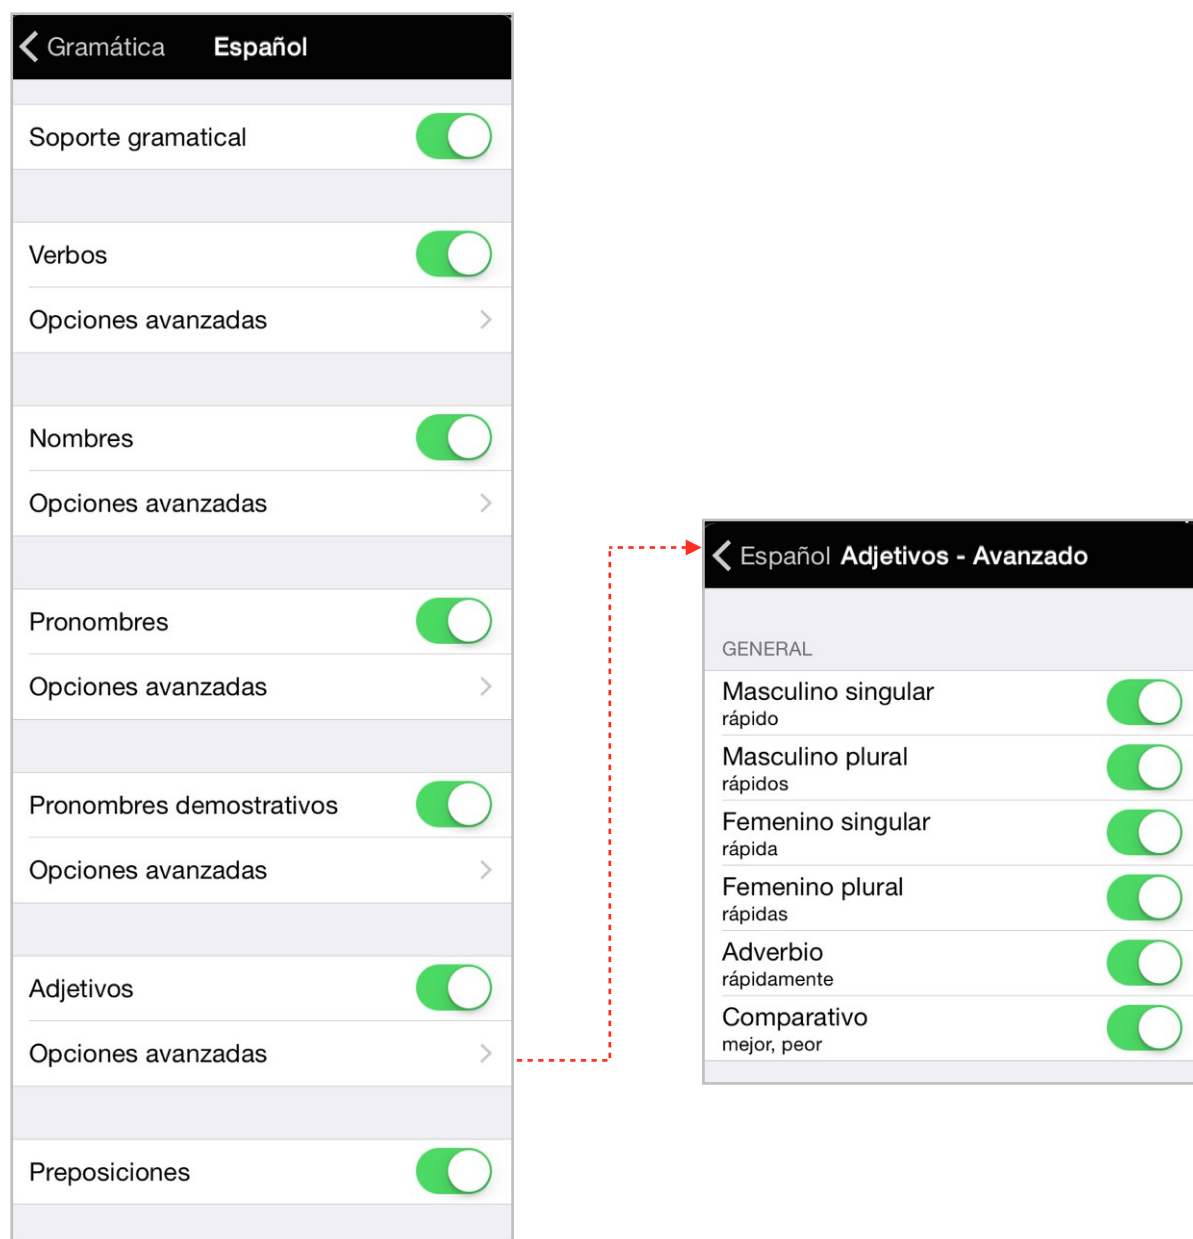 Gramática Español
Soporte gramatical
Verbos
Opciones avanzadas
Nombres
Opciones avanzadas
Pronombres
Opciones avanzadas
Pronombres demostrativos
Opciones avanzadas
Adjetivos
Opciones avanzadas
Preposiciones
Español Adjetivos - Avanzado
GENERAL
Masculino singular
rápido
Masculino plural
rápidos
Femenino singular
rápida
Femenino plural
rápidas
Adverbio
rápidamente
Comparativo
mejor, peor